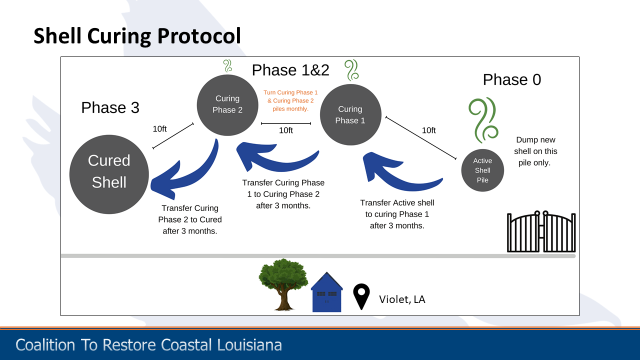 Shell Curing Protocol
Phase 1&2
Phase 0
Phase 3
Curing
Phase 2
Turn Curing Phase 1
& Curing Phase 2
piles monthly.
Curing
Phase 1
10ft
10ft
10ft
Cured
Shell
Active
Shell
Pile
Dump new
shell on this
pile only.
Transfer Curing
Phase 2 to Cured
after 3 months.
Transfer Curing Phase
1 to Curing Phase 2
after 3 months.
Transfer Active shell
to curing Phase 1
after 3 months.
Violet, LA
Coalition To Restore Coastal Louisiana